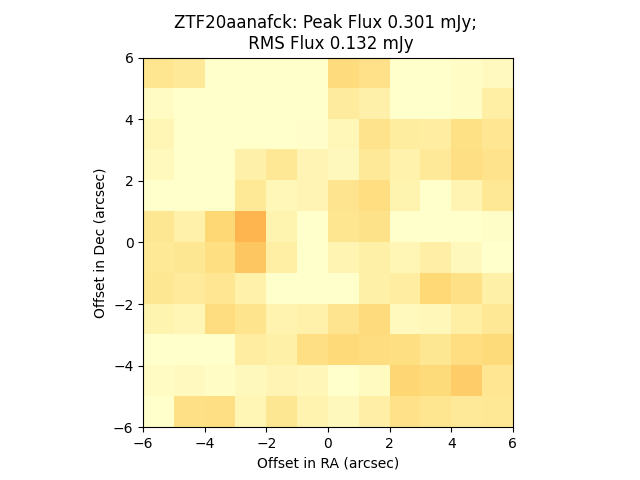 ZTF20aanafck: Peak Flux 0.301 mJy;
RMS Flux 0.132 mJy
6
4
2
0
−2
−4
−6
Offset in Dec (arcsec)
−6 −4 −2 0 2 4 6
Offset in RA (arcsec)